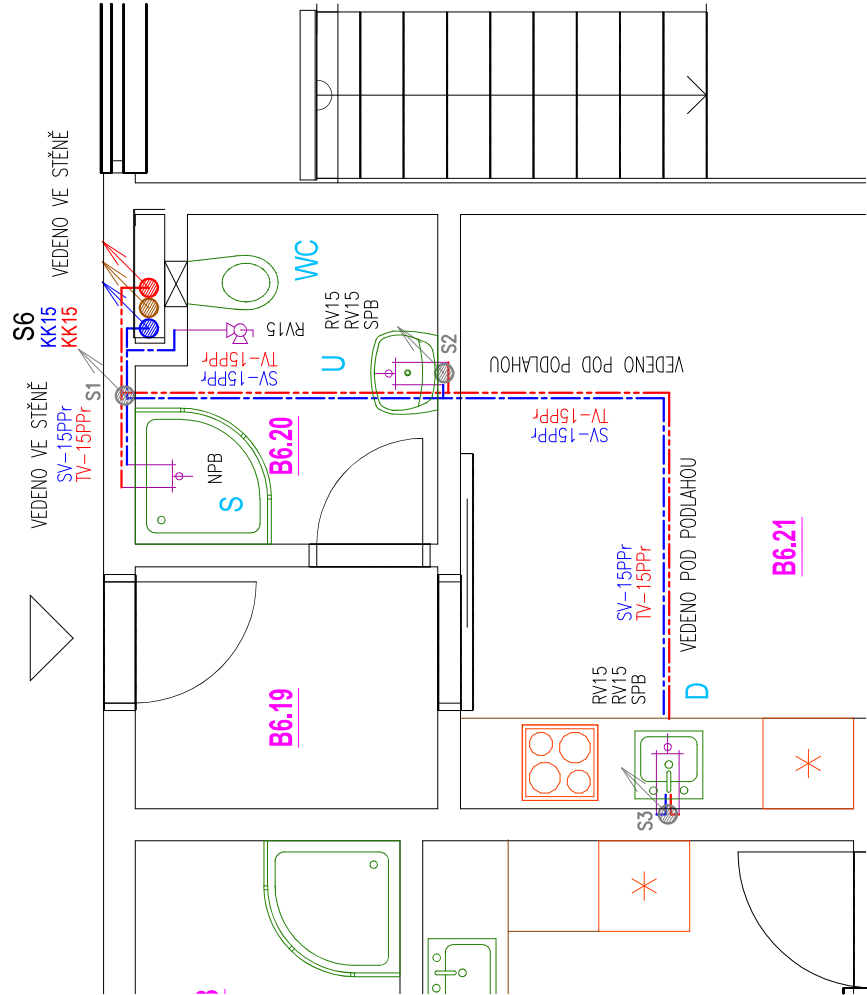 VEDENO VE STĚNĚ
S6
KK15
KK15
VEDENO VE STĚNĚ
SV-15PPr
TV-15PPr
S1
WC
RV15
RV15
RV15
SPB
U
TV-15PPr
SV-15PPr
S2
VEDENO POD PODLAHOU
NPB
S
B6.20
TV-15PPr
SV-15PPr
VEDENO POD PODLAHOU
SV-15PPr
TV-15PPr
B6.21
RV15
RV15
SPB
D
B6.19
S3